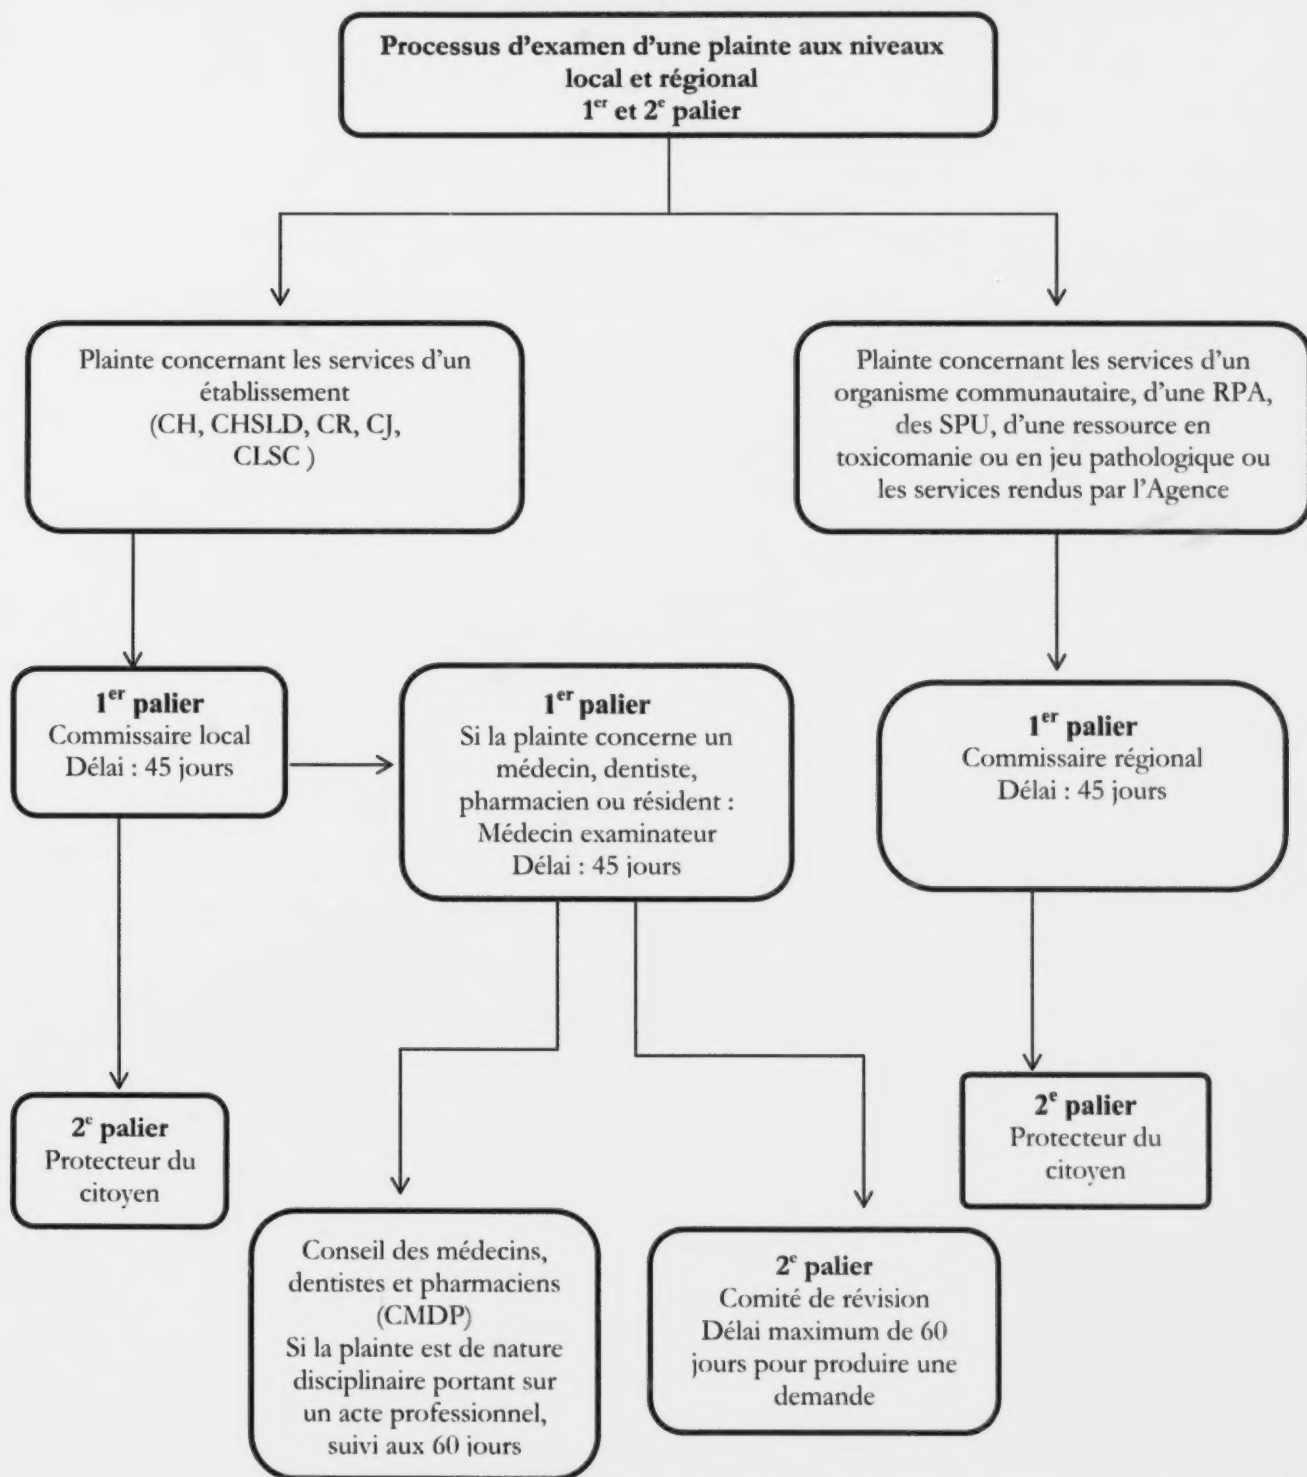 Processus d'examen d'une plainte aux niveaux
local et régional
1er et 2e palier
Plainte concernant les services d'un
établissement
(CH, CHSLD, CR, CJ,
CLSC )
Plainte concernant les services d'un
organisme communautaire, d'une RPA,
des SPU, d'une ressource en
toxicomanie ou en jeu pathologique ou
les services rendus par l'Agence
1er palier
Commissaire local
Délai : 45 jours
1er palier
Si la plainte concerne un
médecin, dentiste,
pharmacien ou résident :
Médecin examinateur
Délai : 45 jours
1er palier
Commissaire régional
Délai : 45 jours
2e palier
Protecteur du
citoyen
Conseil des médecins,
dentistes et pharmaciens
(CMDP)
Si la plainte est de nature
disciplinaire portant sur
un acte professionnel,
suivi aux 60 jours
2e palier
Comité de révision
Délai maximum de 60
jours pour produire une
demande
2e palier
Protecteur du
citoyen